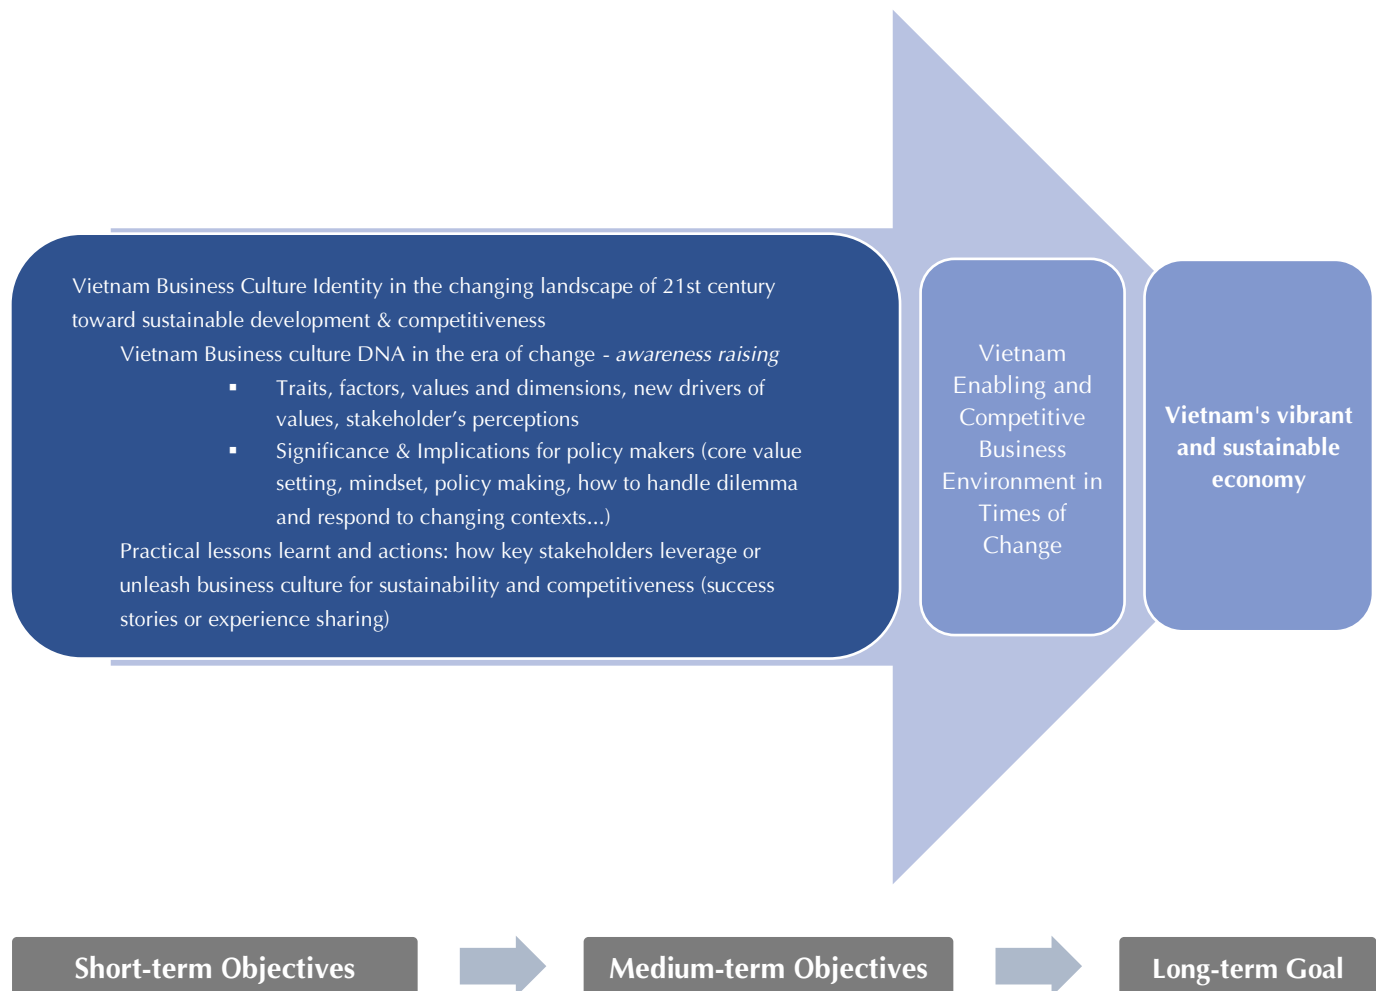 Vietnam Business Culture Identity in the changing landscape of 21st century
toward sustainable development & competitiveness
Vietnam Business culture DNA in the era of change - awareness raising
▪ Traits, factors, values and dimensions, new drivers of
values, stakeholder’s perceptions
▪ Significance & Implications for policy makers (core value
setting, mindset, policy making, how to handle dilemma
and respond to changing contexts...)
Practical lessons learnt and actions: how key stakeholders leverage or
unleash business culture for sustainability and competitiveness (success
stories or experience sharing)
Vietnam
Enabling and
Competitive
Business
Environment in
Times of
Change
Vietnam's vibrant
and sustainable
economy
Short-term Objectives
Medium-term Objectives
Long-term Goal